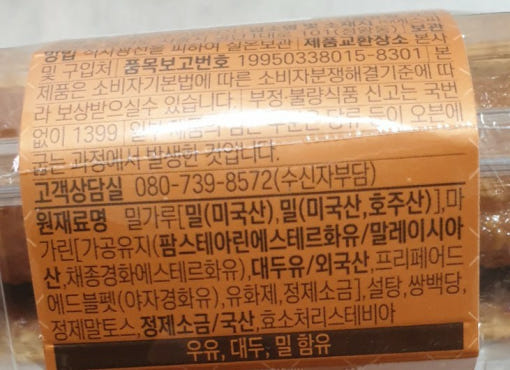 직사광선을 피하여 실온보관 제품교환장소 본사
및 구입처 품목보고번호 19950338015-8301 본
제품은 소비자기본법에 따른 소비자분쟁해결기준에 따
라 보상받으실수 있습니다. 부정 불량식품 신고는 국번
없이 1399 제품의 당류 등이 오븐에
굽는 과정에서 발생한 것입니다.
고객상담실 080-739-8572(수신자부담)
원재료명 밀가루[밀(미국산),밀(미국산,호주산)],마
가린[가공유지(팜스테아린에스테르화유/말레이시아
산,채종경화에스테르화유),대두유/외국산,프리페어드
에드블펫(야자경화유),유화제,정제소금],설탕,쌍백당,
정제말토스,정제소금/국산,효소처리스테비아
우유, 대두, 밀 함유